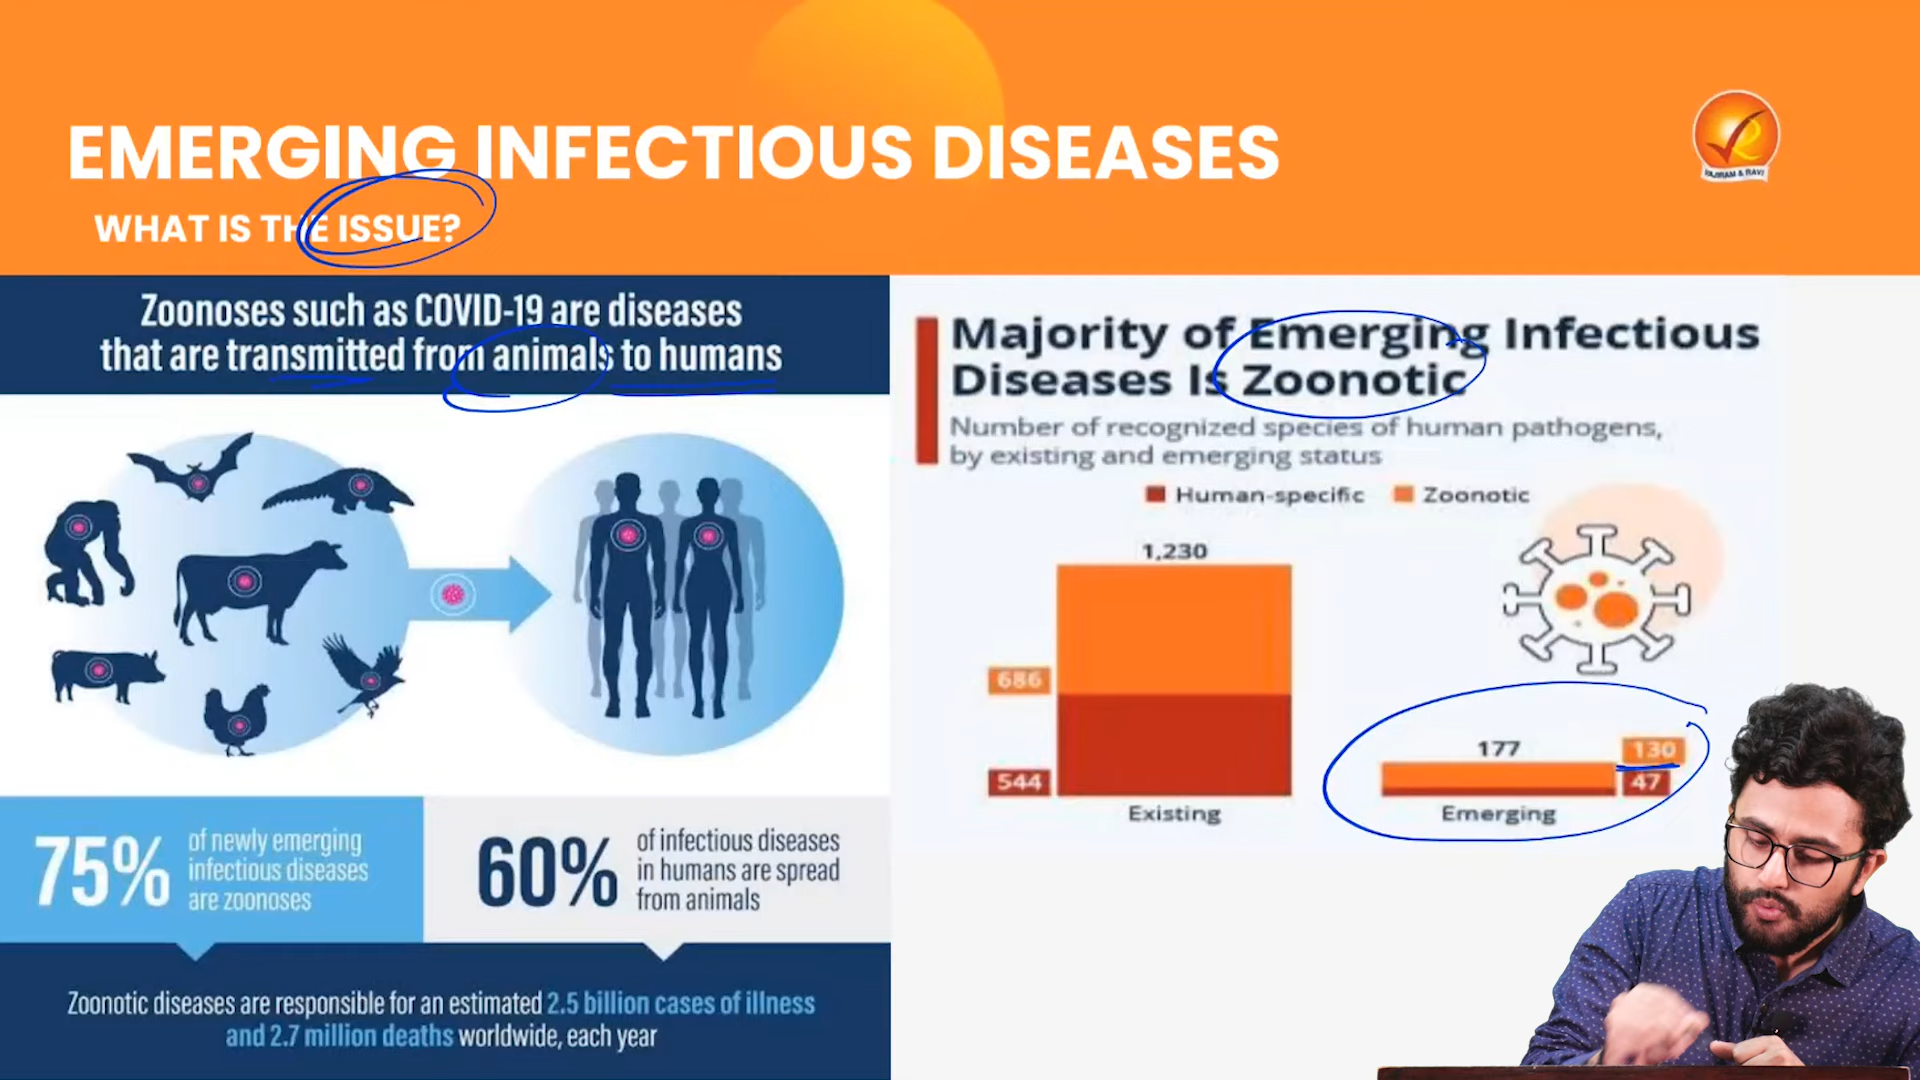 EMERGING INFECTIOUS DISEASES
WHAT IS THE ISSUE?
VAJIRAM & RAVI
Zoonoses such as COVID-19 are diseases
that are transmitted from animals to humans
75%
of newly emerging
infectious diseases
are zoonoses
60%
of infectious diseases
in humans are spread
from animals
Zoonotic diseases are responsible for an estimated 2.5 billion cases of illness
and 2.7 million deaths worldwide, each year
Majority of Emerging Infectious
Diseases Is Zoonotic
Number of recognized species of human pathogens,
by existing and emerging status
Human-specific Zoonotic
1,230
686
544
Existing
177
130
47
Emerging